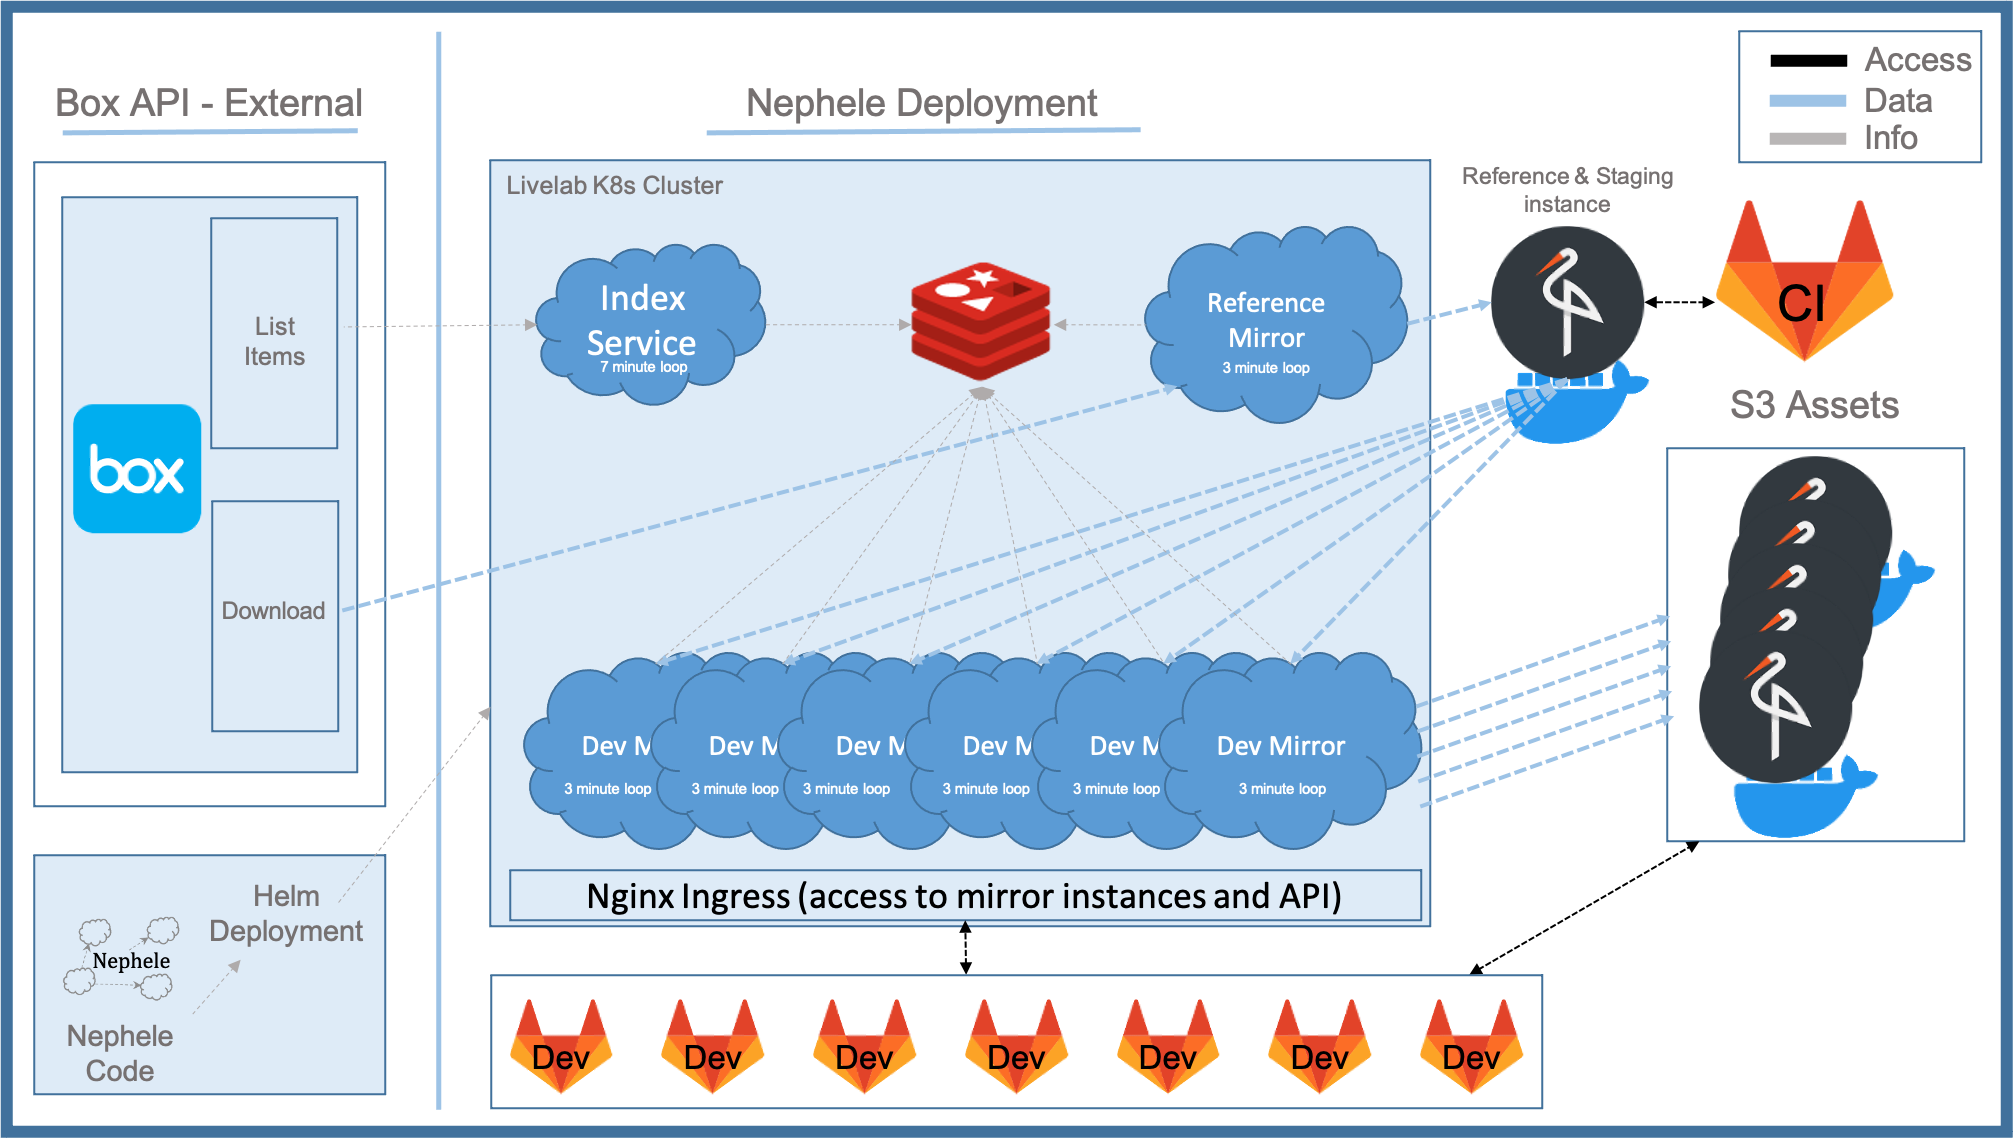 Box API - External
Nephele Deployment
Access
Data
Info
List
Items
box
Download
Livelab K8s Cluster
Index
Service
7 minute loop
Reference
Mirror
3 minute loop
Reference & Staging
instance
CI
S3 Assets
Dev M
3 minute loop
Dev M
3 minute loop
Dev M
3 minute loop
Dev M
3 minute loop
Dev M
3 minute loop
Dev Mirror
3 minute loop
Nginx Ingress (access to mirror instances and API)
Helm
Deployment
Nephele
Nephele
Code
Dev
Dev
Dev
Dev
Dev
Dev
Dev